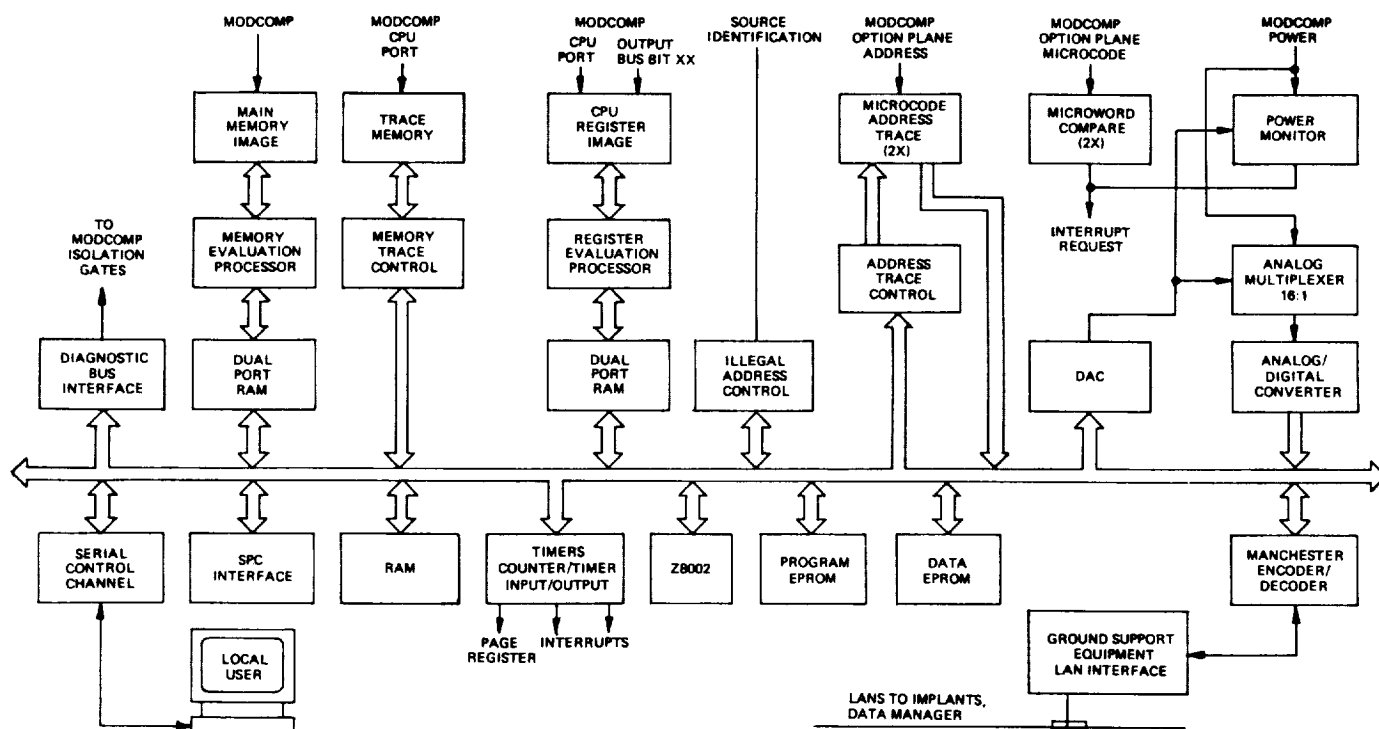 MODCOMP
MODCOMP
CPU
PORT
MODCOMP
CPU
PORT
OUTPUT
BUS BIT XX
SOURCE
IDENTIFICATION
MODCOMP
OPTION PLANE
ADDRESS
MODCOMP
OPTION PLANE
MICROCODE
MODCOMP
POWER
MAIN
MEMORY
IMAGE
TRACE
MEMORY
CPU
REGISTER
IMAGE
MICROCODE
ADDRESS
TRACE
(2X)
MICROWORD
COMPARE
(2X)
POWER
MONITOR
TO
MODCOMP
ISOLATION
GATES
MEMORY
EVALUATION
PROCESSOR
MEMORY
TRACE
CONTROL
REGISTER
EVALUATION
PROCESSOR
ADDRESS
TRACE
CONTROL
INTERRUPT
REQUEST
ANALOG
MULTIPLEXER
16:1
DIAGNOSTIC
BUS
INTERFACE
DUAL
PORT
RAM
DUAL
PORT
RAM
ILLEGAL
ADDRESS
CONTROL
DAC
ANALOG/
DIGITAL
CONVERTER
SERIAL
CONTROL
CHANNEL
SPC
INTERFACE
RAM
TIMERS
COUNTER/TIMER
INPUT/OUTPUT
Z8002
PROGRAM
EPROM
DATA
EPROM
MANCHESTER
ENCODER/
DECODER
PAGE
REGISTER
INTERRUPTS
LOCAL
USER
GROUND SUPPORT
EQUIPMENT
LAN INTERFACE
LANS TO IMPLANTS,
DATA MANAGER